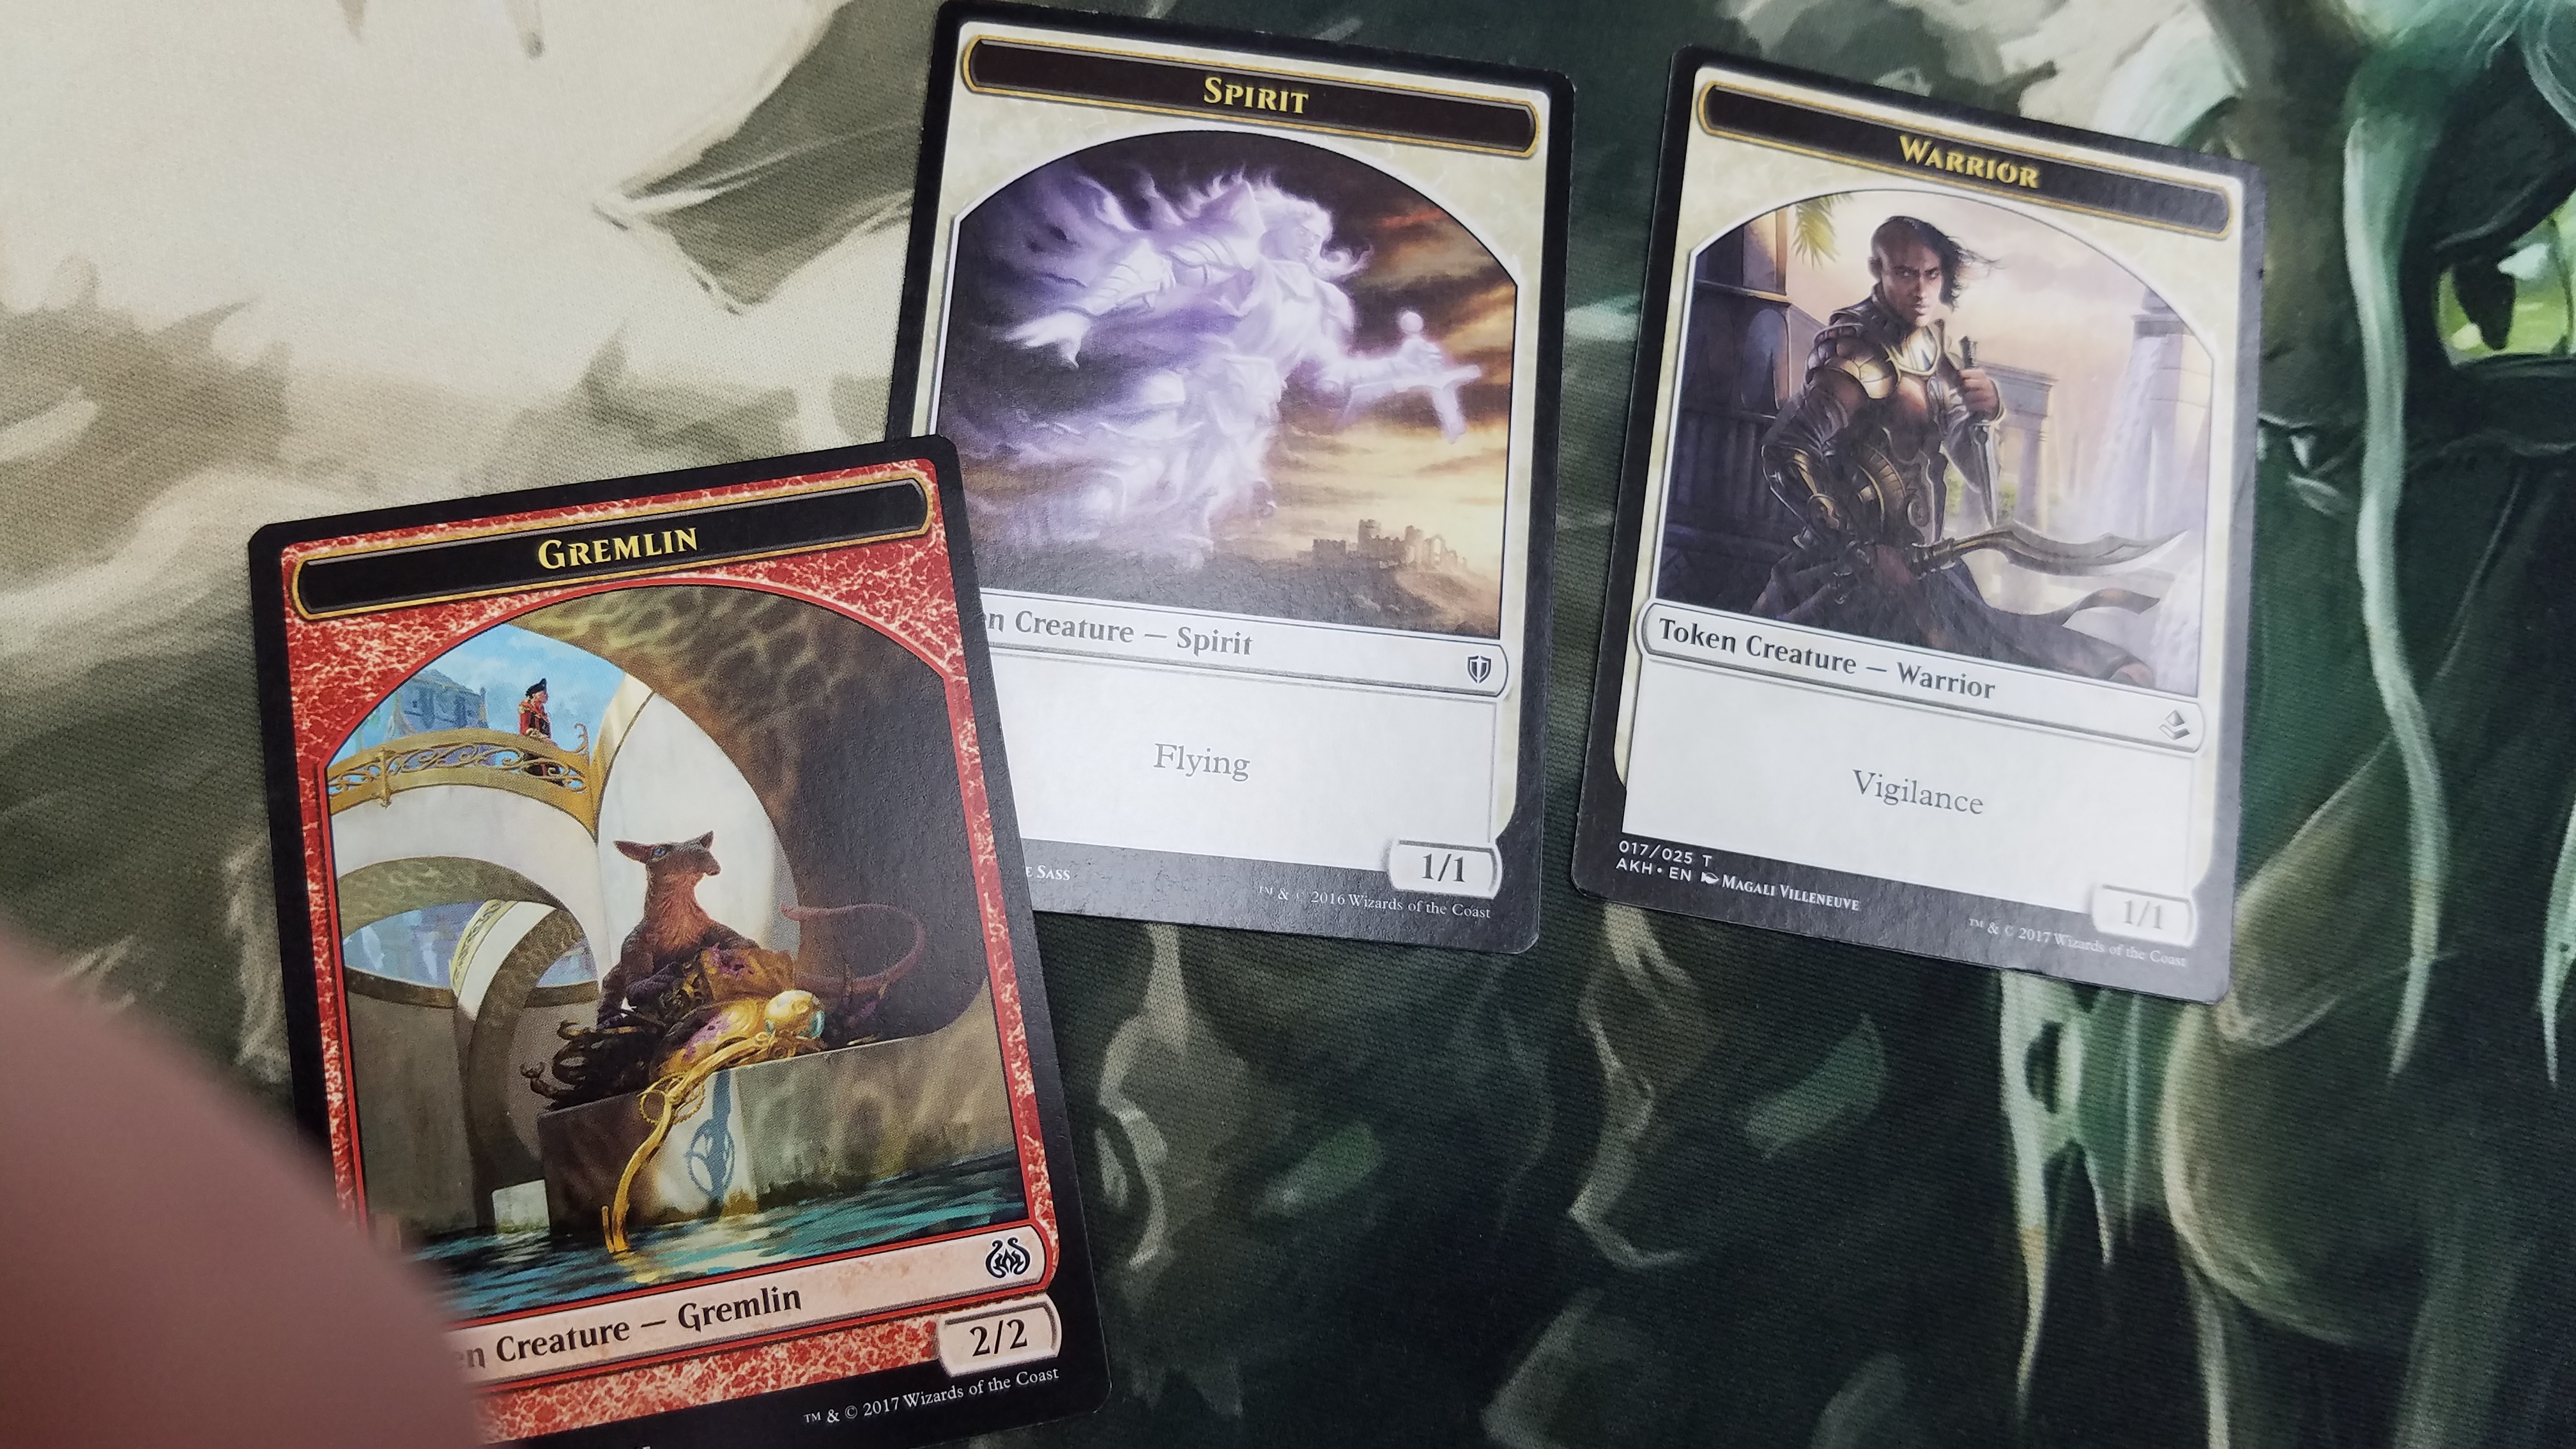 WARRIOR
Token Creature — Warrior
Vigilance
1/1
017/025 T
AKH • EN MAGALI VILLENEUVE
™ & © 2017 Wizards of the Coast
SPIRIT
Creature — Spirit
Flying
1/1
SASS
™ & © 2016 Wizards of the Coast
GREMLIN
Creature — Gremlin
2/2
™ & © 2017 Wizards of the Coast